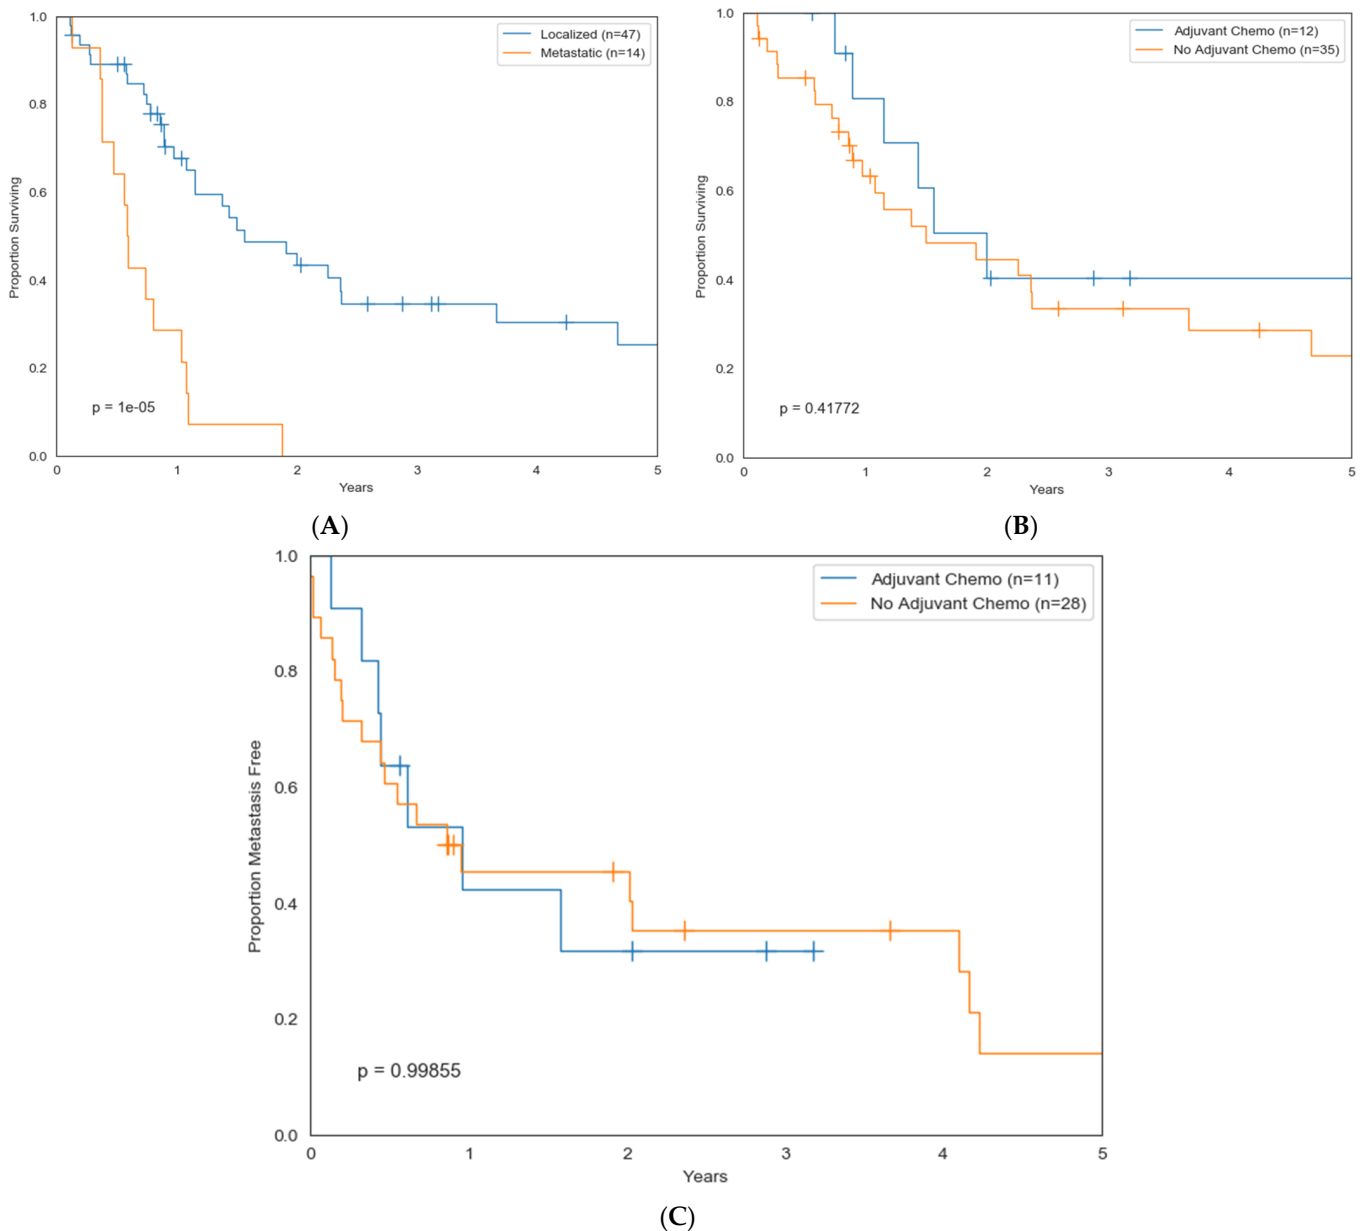 1.0
0.8
0.6
0.4
0.2
0.0
Proportion Surviving
Localized (n=47)
Metastatic (n=14)
p = 1e-05
0 1 2 3 4 5
Years
(A)
1.0
0.8
0.6
0.4
0.2
0.0
Proportion Surviving
Adjuvant Chemo (n=12)
No Adjuvant Chemo (n=35)
p = 0.41772
0 1 2 3 4 5
Years
(B)
1.0
0.8
0.6
0.4
0.2
0.0
Proportion Metastasis Free
Adjuvant Chemo (n=11)
No Adjuvant Chemo (n=28)
p = 0.99855
0 1 2 3 4 5
Years
(C)